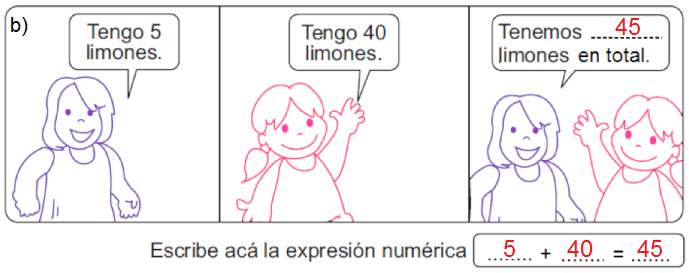 b)
Tengo 5
limones.
Tengo 40
limones.
Tenemos 45
limones en total.
Escribe acá la expresión numérica 5 + 40 = 45